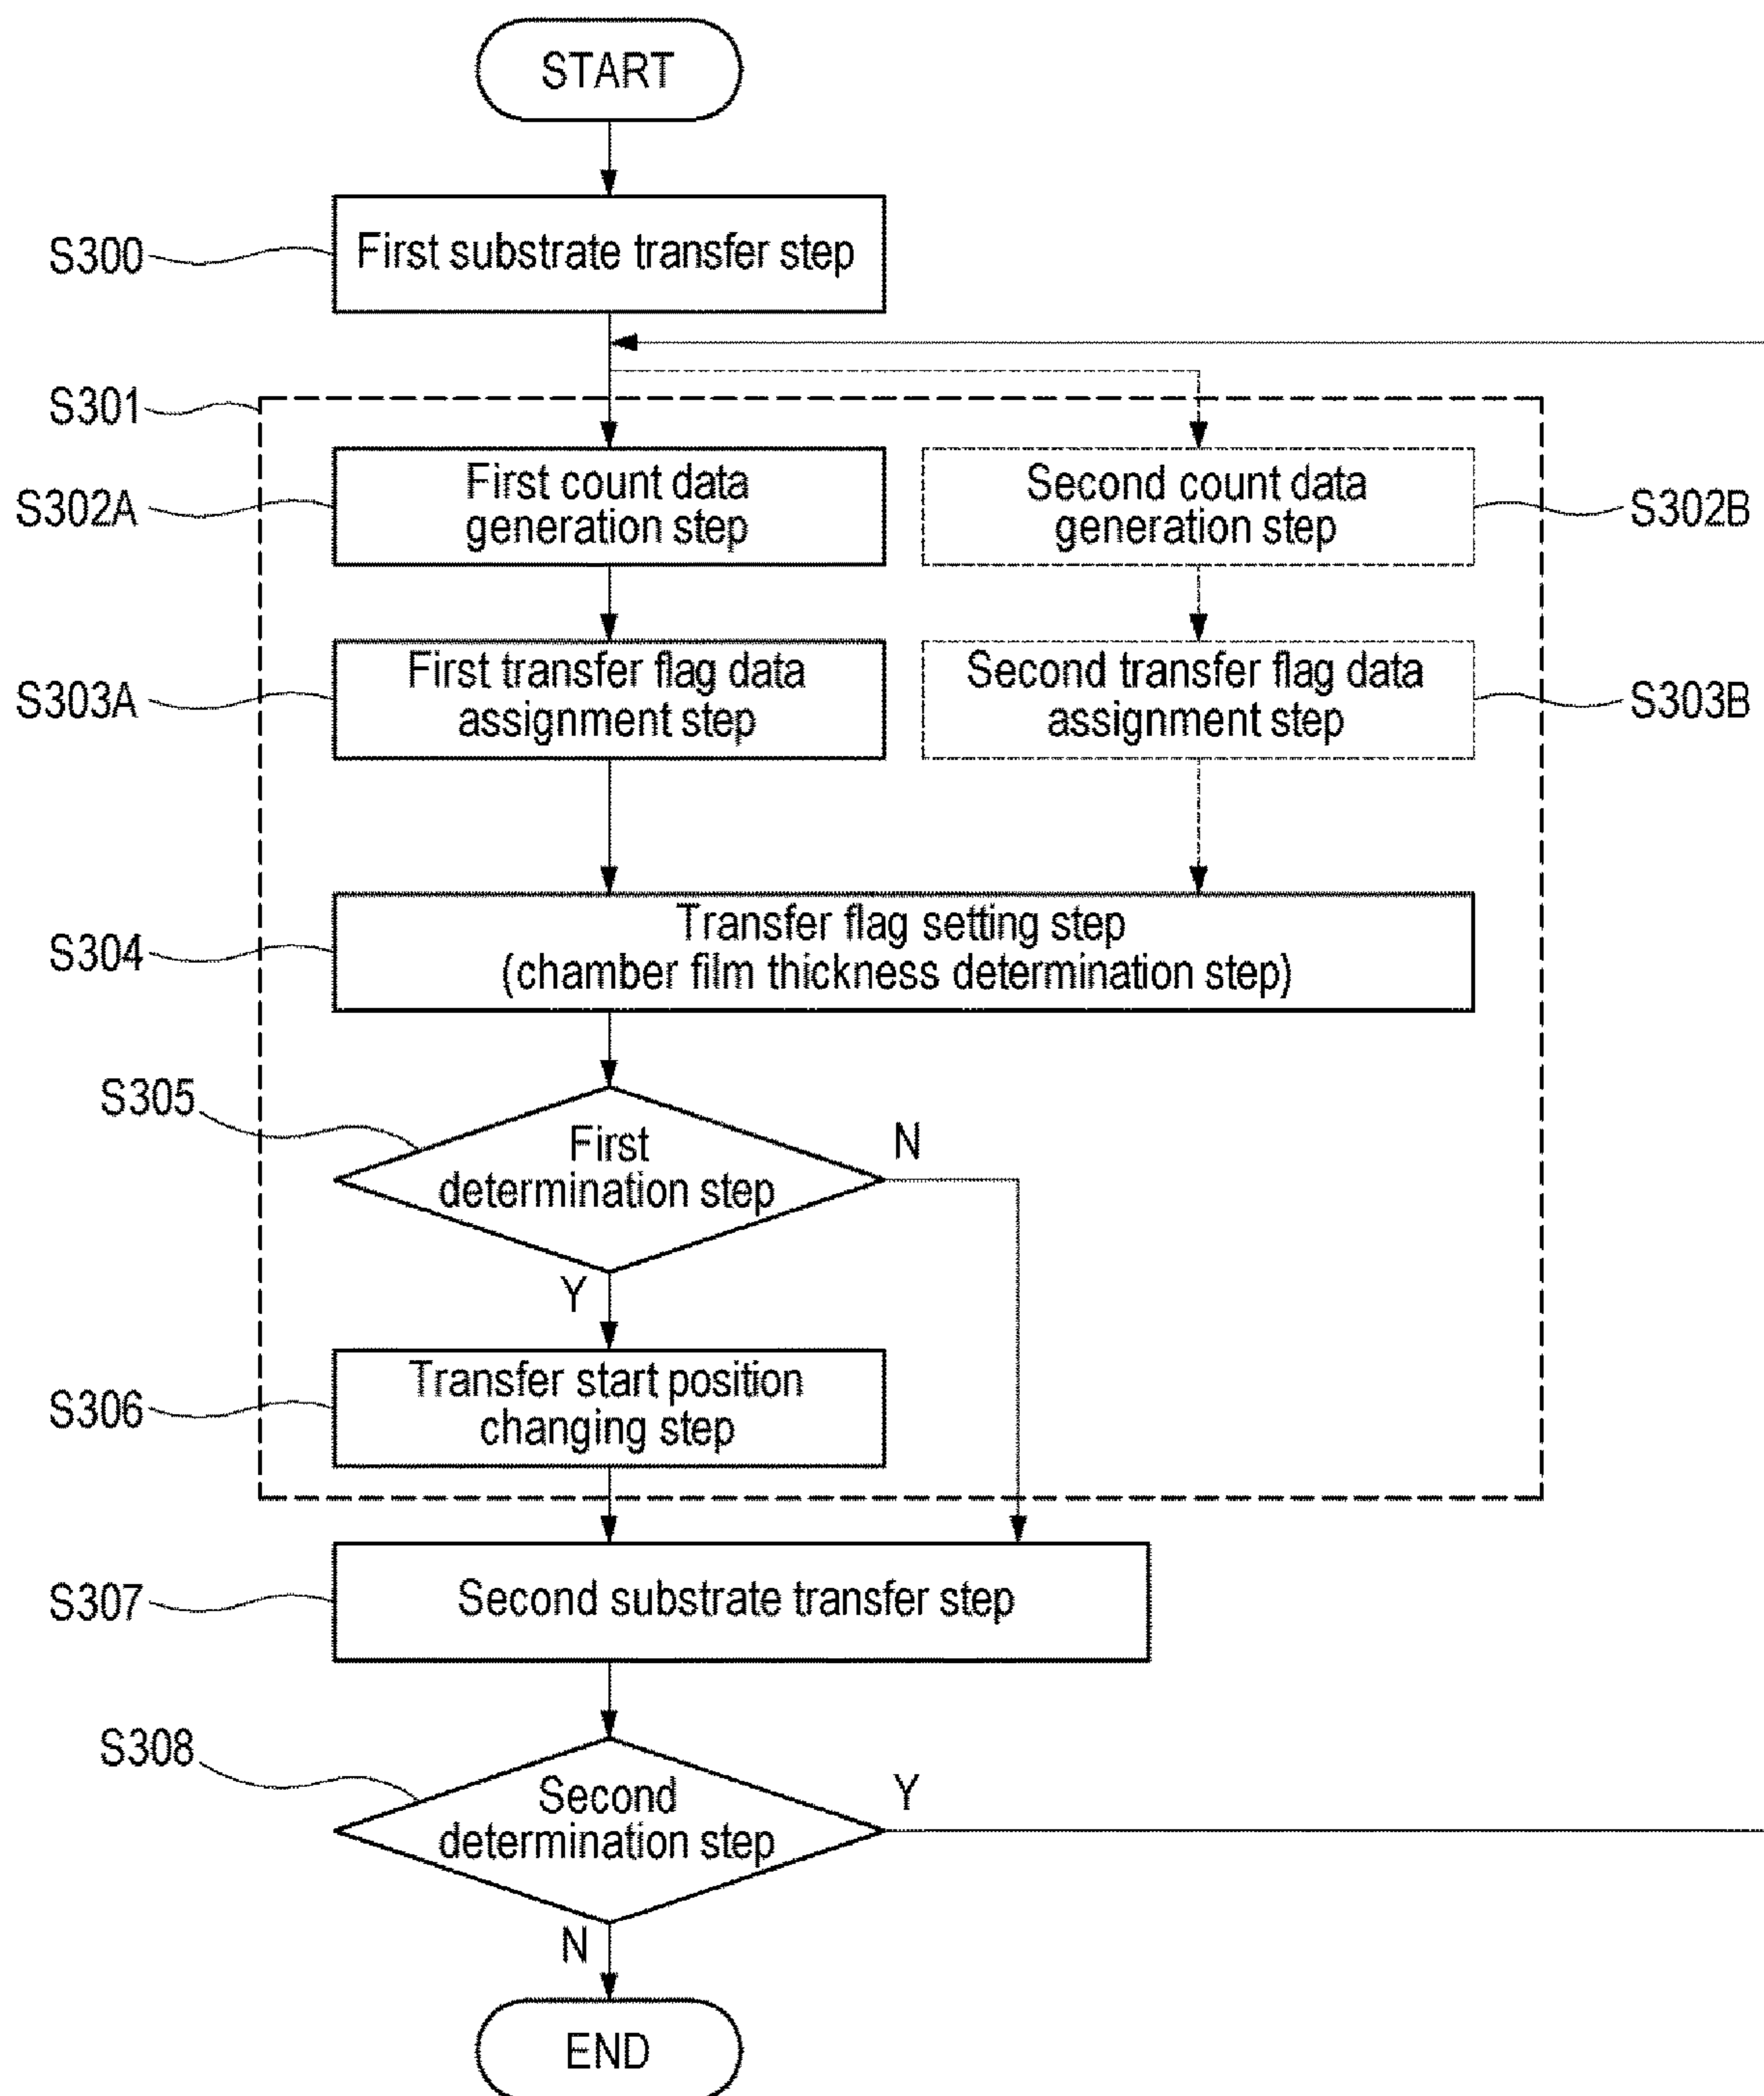 START
S300
First substrate transfer step
S301
S302A
First count data
generation step
Second count data
generation step
S302B
S303A
First transfer flag data
assignment step
Second transfer flag data
assignment step
S303B
S304
Transfer flag setting step
(chamber film thickness determination step)
S305
First
determination step
N
Y
S306
Transfer start position
changing step
S307
Second substrate transfer step
S308
Second
determination step
Y
N
END